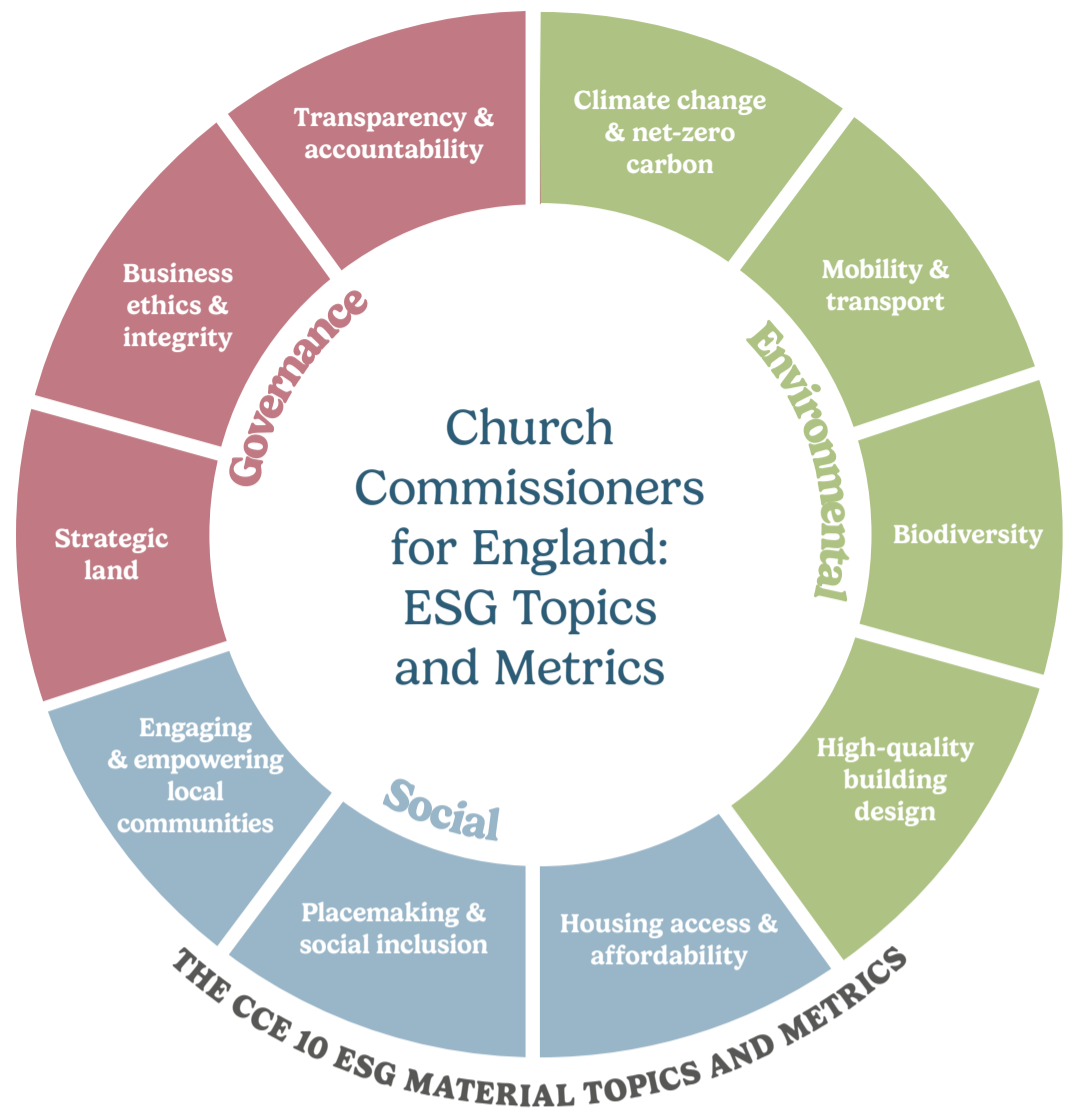 Transparency &
accountability
Climate change
& net-zero
carbon
Mobility &
transport
Biodiversity
High-quality
building
design
Housing access &
affordability
Placemaking &
social inclusion
Engaging
& empowering
local
communities
Strategic
land
Business
ethics &
integrity
Governance
Environmental
Social
Church
Commissioners
for England:
ESG Topics
and Metrics
THE CCE 10 ESG MATERIAL TOPICS AND METRICS